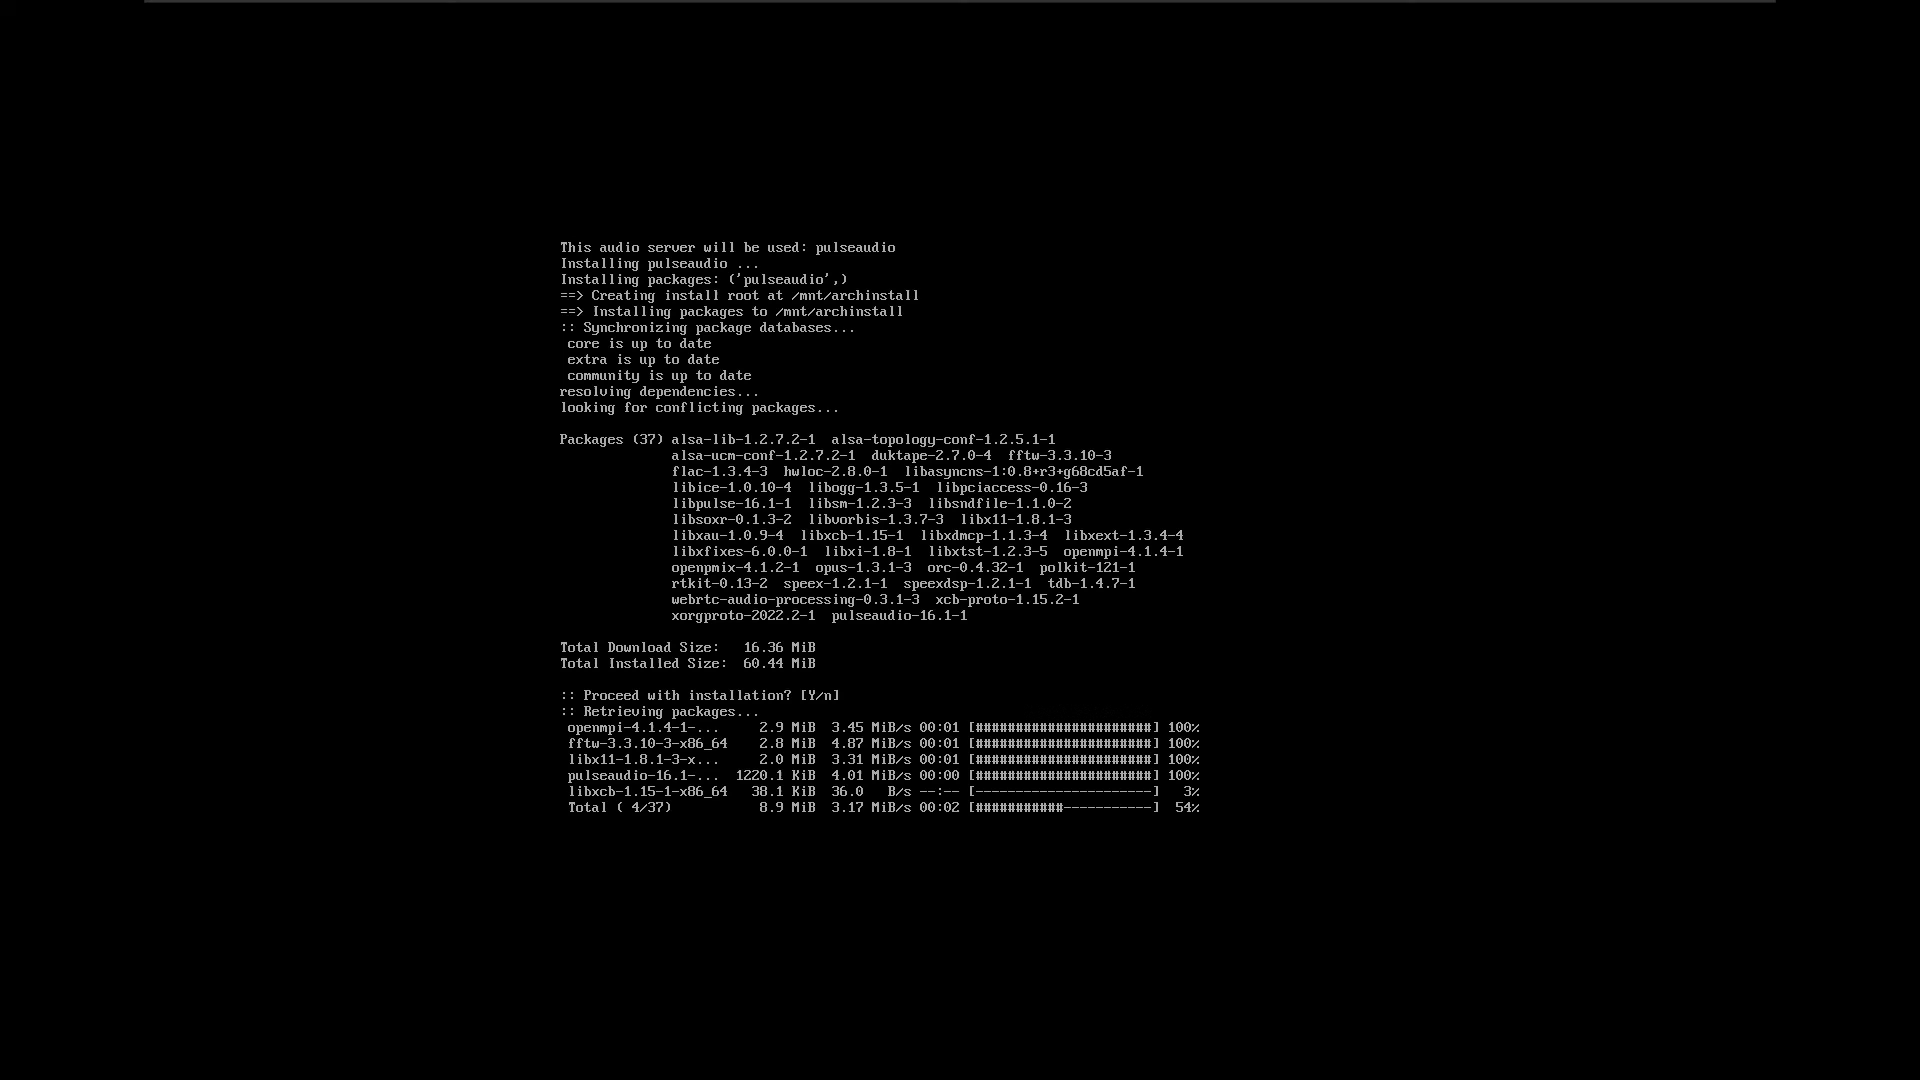 This audio server will be used: pulseaudio
Installing pulseaudio ...
Installing packages: ('pulseaudio',)
==> Creating install root at /mnt/archinstall
==> Installing packages to /mnt/archinstall
:: Synchronizing package databases...
core is up to date
extra is up to date
community is up to date
resolving dependencies...
looking for conflicting packages...
Packages (37) alsa-lib-1.2.7.2-1  alsa-topology-conf-1.2.5.1-1
alsa-ucm-conf-1.2.7.2-1  duktape-2.7.0-4  fftw-3.3.10-3
flac-1.3.4-3  hwloc-2.8.0-1  libasyncns-1:0.8+r3+g68cd5af-1
libice-1.0.10-4  libogg-1.3.5-1  libpciaccess-0.16-3
libpulse-16.1-1  libsm-1.2.3-3  libsndfile-1.1.0-2
libsoxr-0.1.3-2  libvorbis-1.3.7-3  libx11-1.8.1-3
libxau-1.0.9-4  libxcb-1.15-1  libxdmcp-1.1.3-4  libxext-1.3.4-4
libxfixes-6.0.0-1  libxi-1.8-1  libxtst-1.2.3-5  openmpi-4.1.4-1
openpmix-4.1.2-1  opus-1.3.1-3  orc-0.4.32-1  polkit-121-1
rtkit-0.13-2  speex-1.2.1-1  speexdsp-1.2.1-1  tdb-1.4.7-1
webrtc-audio-processing-0.3.1-3  xcb-proto-1.15.2-1
xorgproto-2022.2-1  pulseaudio-16.1-1
Total Download Size:   16.36 MiB
Total Installed Size:  60.44 MiB
:: Proceed with installation? [Y/n]
:: Retrieving packages...
openmpi-4.1.4-1-...     2.9 MiB  3.45 MiB/s 00:01 [######################] 100%
fftw-3.3.10-3-x86_64    2.8 MiB  4.87 MiB/s 00:01 [######################] 100%
libx11-1.8.1-3-x...     2.0 MiB  3.31 MiB/s 00:01 [######################] 100%
pulseaudio-16.1-...  1220.1 KiB  4.01 MiB/s 00:00 [######################] 100%
libxcb-1.15-1-x86_64   38.1 KiB  36.0   B/s --:-- [----------------------]   3%
Total ( 4/37)           8.9 MiB  3.17 MiB/s 00:02 [###########-----------]  54%